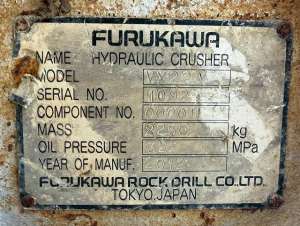 FURUKAWA
NAME HYDRAULIC CRUSHER
MODEL
SERIAL NO.
COMPONENT NO.
MASS kg
OIL PRESSURE MPa
YEAR OF MANUF.
FURUKAWA ROCK DRILL CO.,LTD.
TOKYO,JAPAN